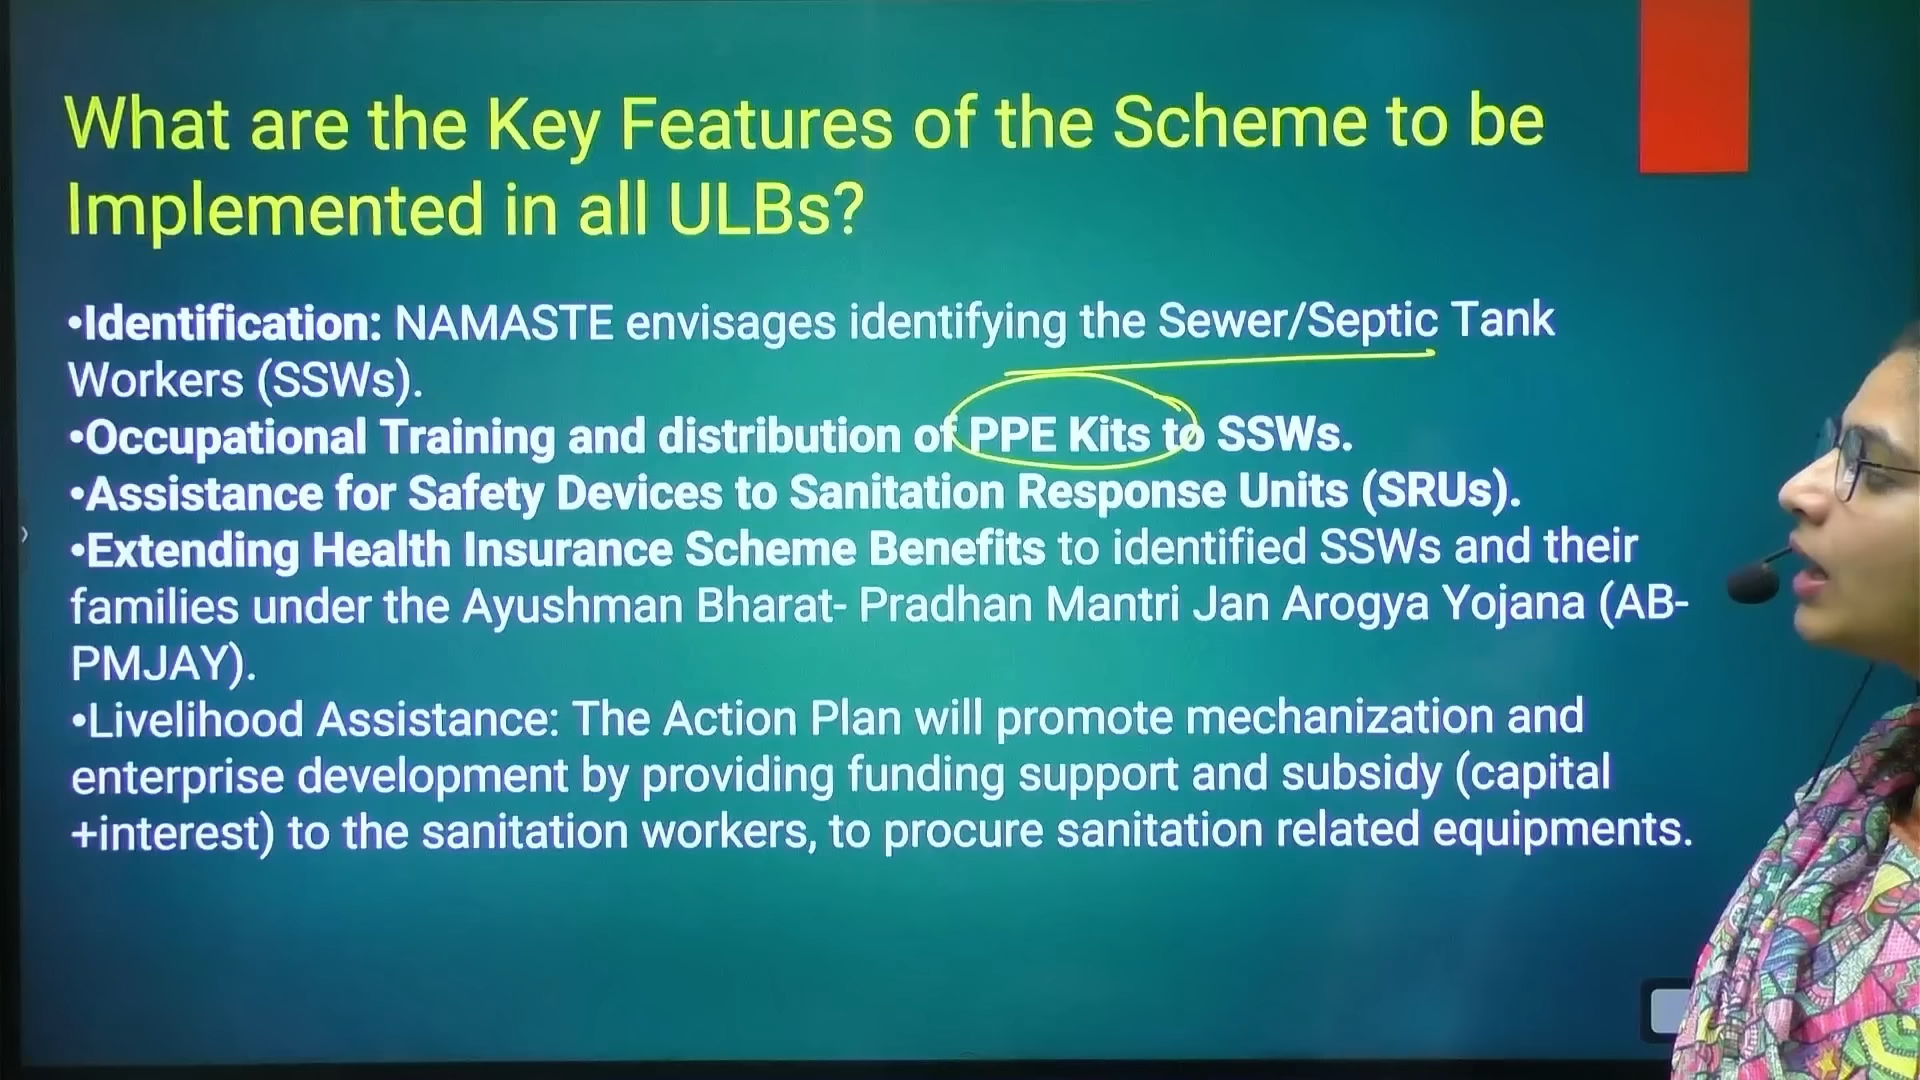 What are the Key Features of the Scheme to be
Implemented in all ULBs?
•Identification: NAMASTE envisages identifying the Sewer/Septic Tank
Workers (SSWs).
•Occupational Training and distribution of PPE Kits to SSWs.
•Assistance for Safety Devices to Sanitation Response Units (SRUs).
•Extending Health Insurance Scheme Benefits to identified SSWs and their
families under the Ayushman Bharat- Pradhan Mantri Jan Arogya Yojana (AB-
PMJAY).
•Livelihood Assistance: The Action Plan will promote mechanization and
enterprise development by providing funding support and subsidy (capital
+interest) to the sanitation workers, to procure sanitation related equipments.